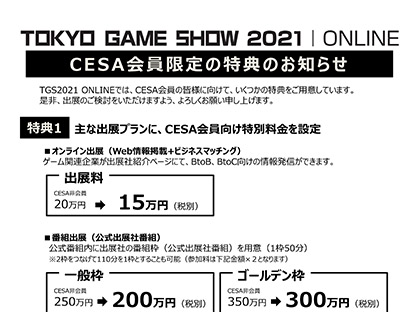 TOKYO GAME SHOW 2021 | ONLINE
CESA会員限定の特典のお知らせ
TGS2021 ONLINEでは、CESA会員の皆様に向けて、いくつかの特典をご用意しています。
是非、出展のご検討をいただけますよう、よろしくお願い申し上げます。
特典1 主な出展プランに、CESA会員向け特別料金を設定
■オンライン出展（Web情報掲載+ビジネスマッチング）
ゲーム関連企業が出展社紹介ページにて、BtoB、BtoC向けの情報発信ができます。
出展料
CESA非会員
20万円 ➡ 15万円（税別）
■番組出展（公式出展社番組）
公式番組内に出展社の番組枠（公式出展社番組）を用意（1枠50分）
※2枠をつなげて110分を1枠とすることも可能（参加料は下記金額×2となります）
一般枠 ゴールデン枠
CESA非会員 CESA非会員
250万円 ➡ 200万円（税別） 350万円 ➡ 300万円（税別）